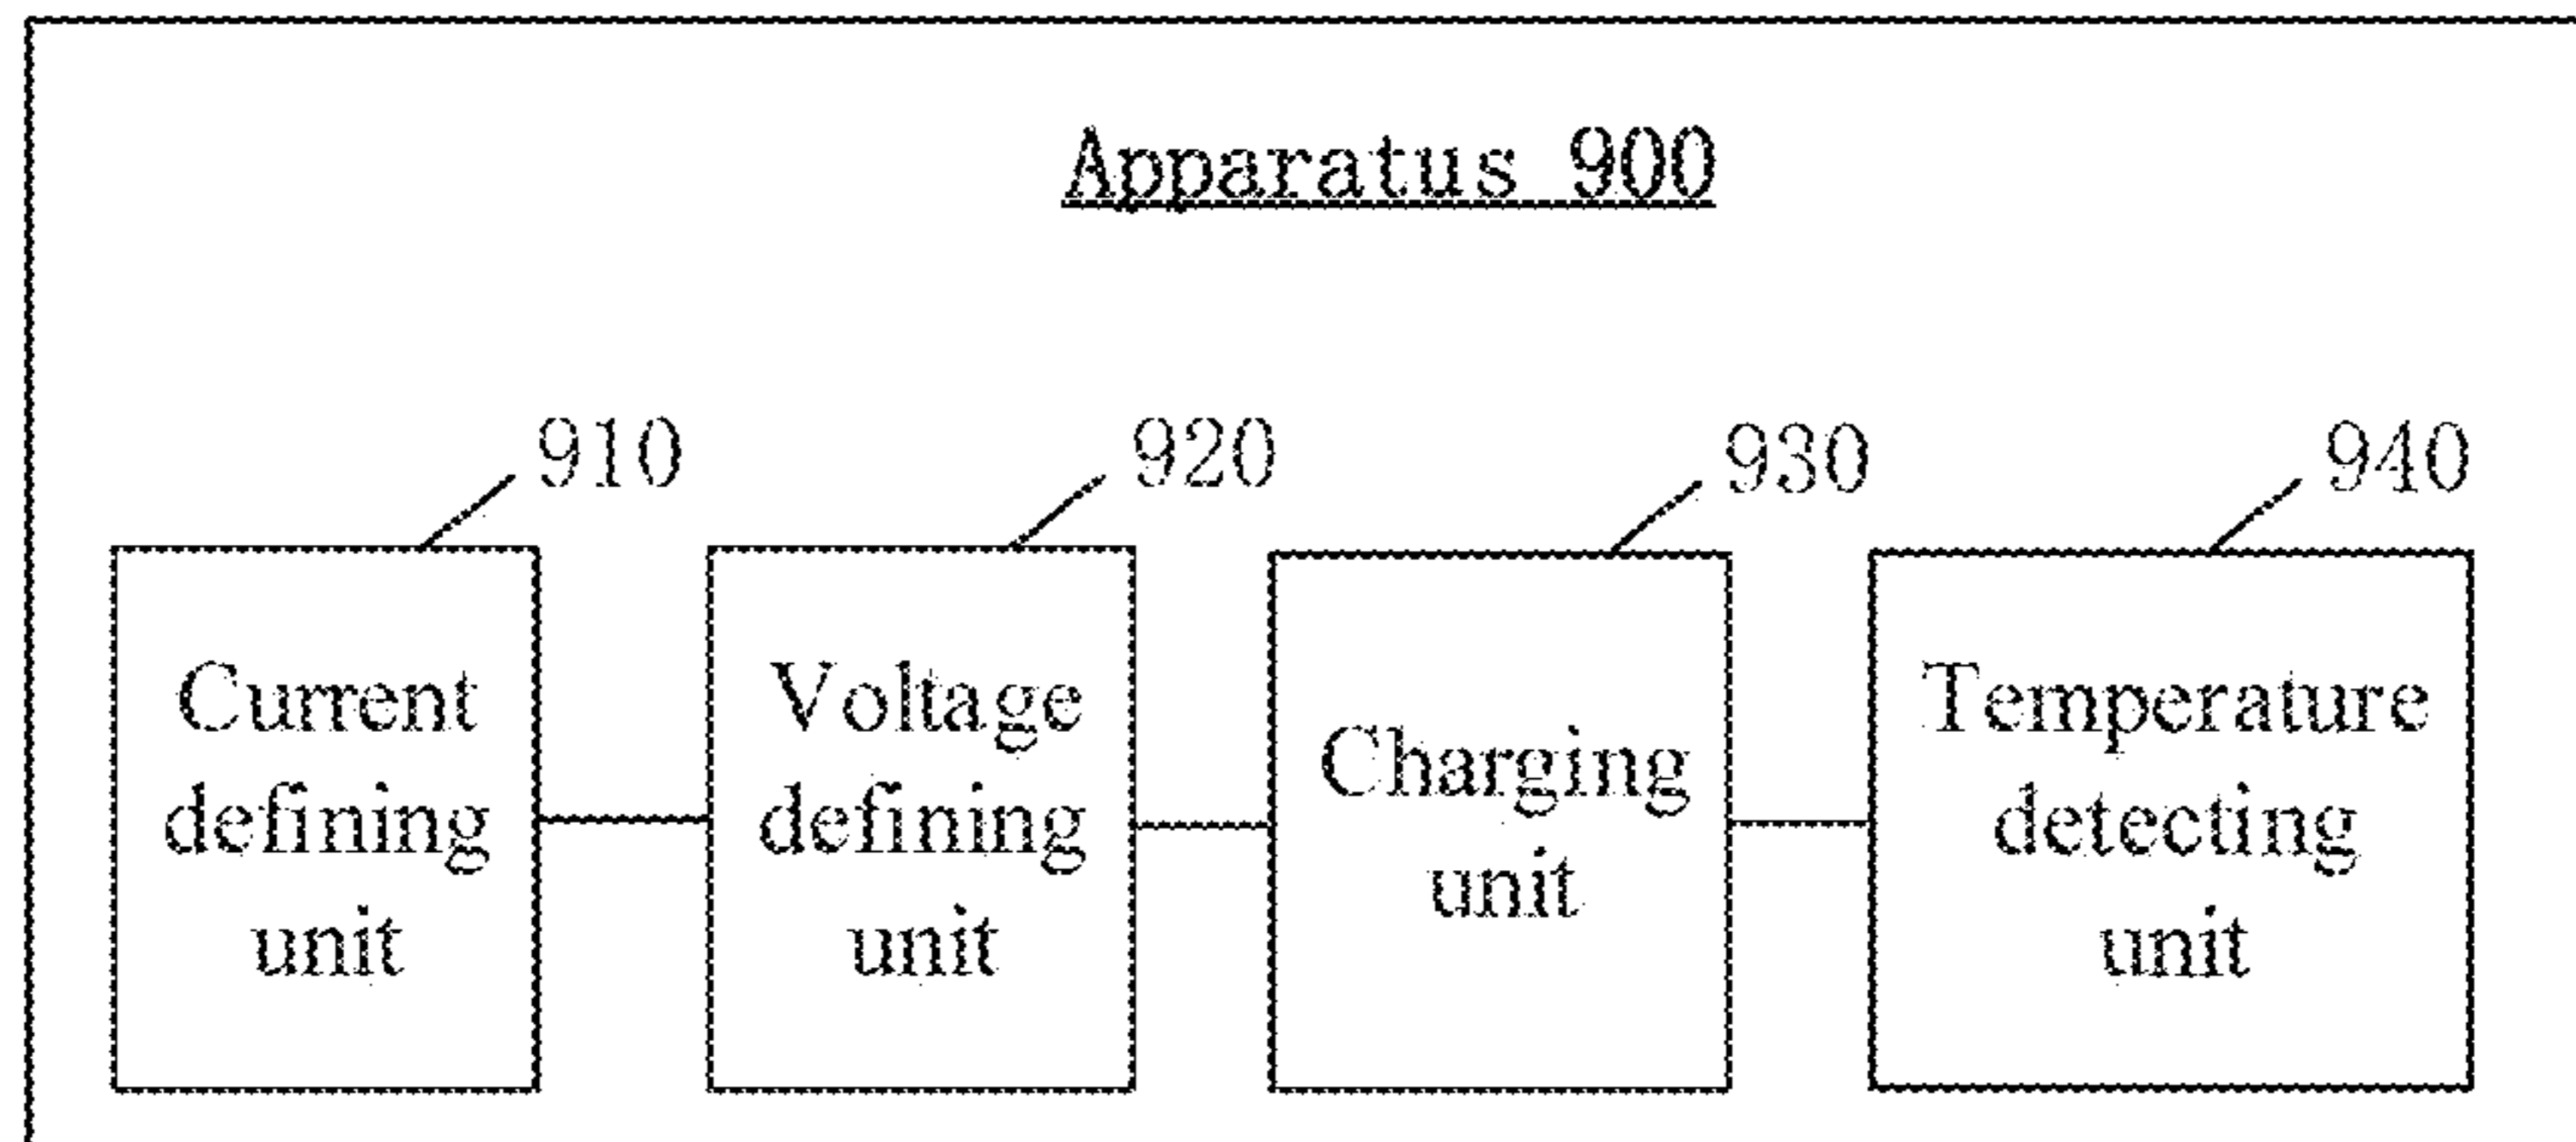 Apparatus 900
910
920
930
940
Current
defining
unit
Voltage
defining
unit
Charging
unit
Temperature
detecting
unit